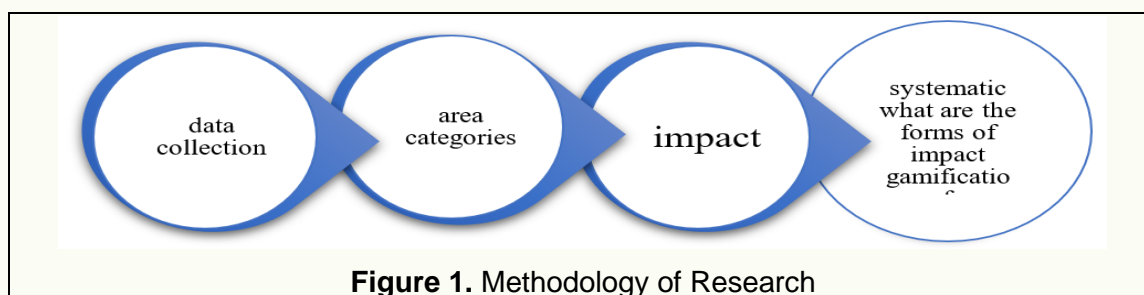 data
collection
area
categories
impact
systematic
what are the
forms of
impact
gamificatio
Figure 1. Methodology of Research